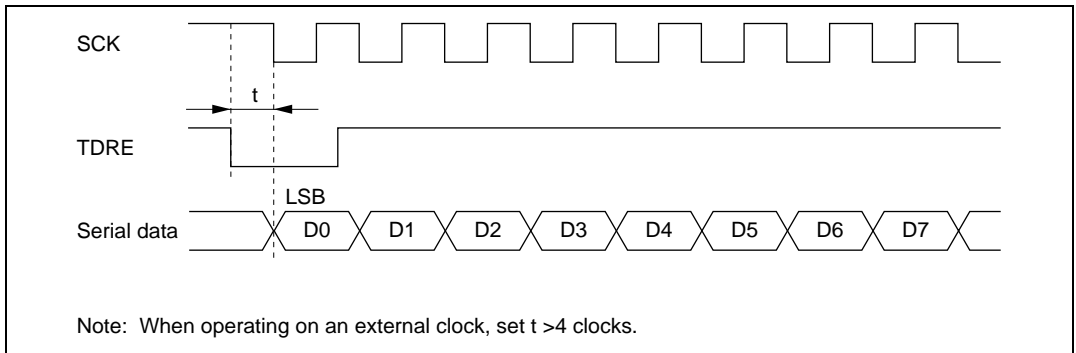 SCK
t
TDRE
LSB
Serial data D0 D1 D2 D3 D4 D5 D6 D7
Note: When operating on an external clock, set t >4 clocks.